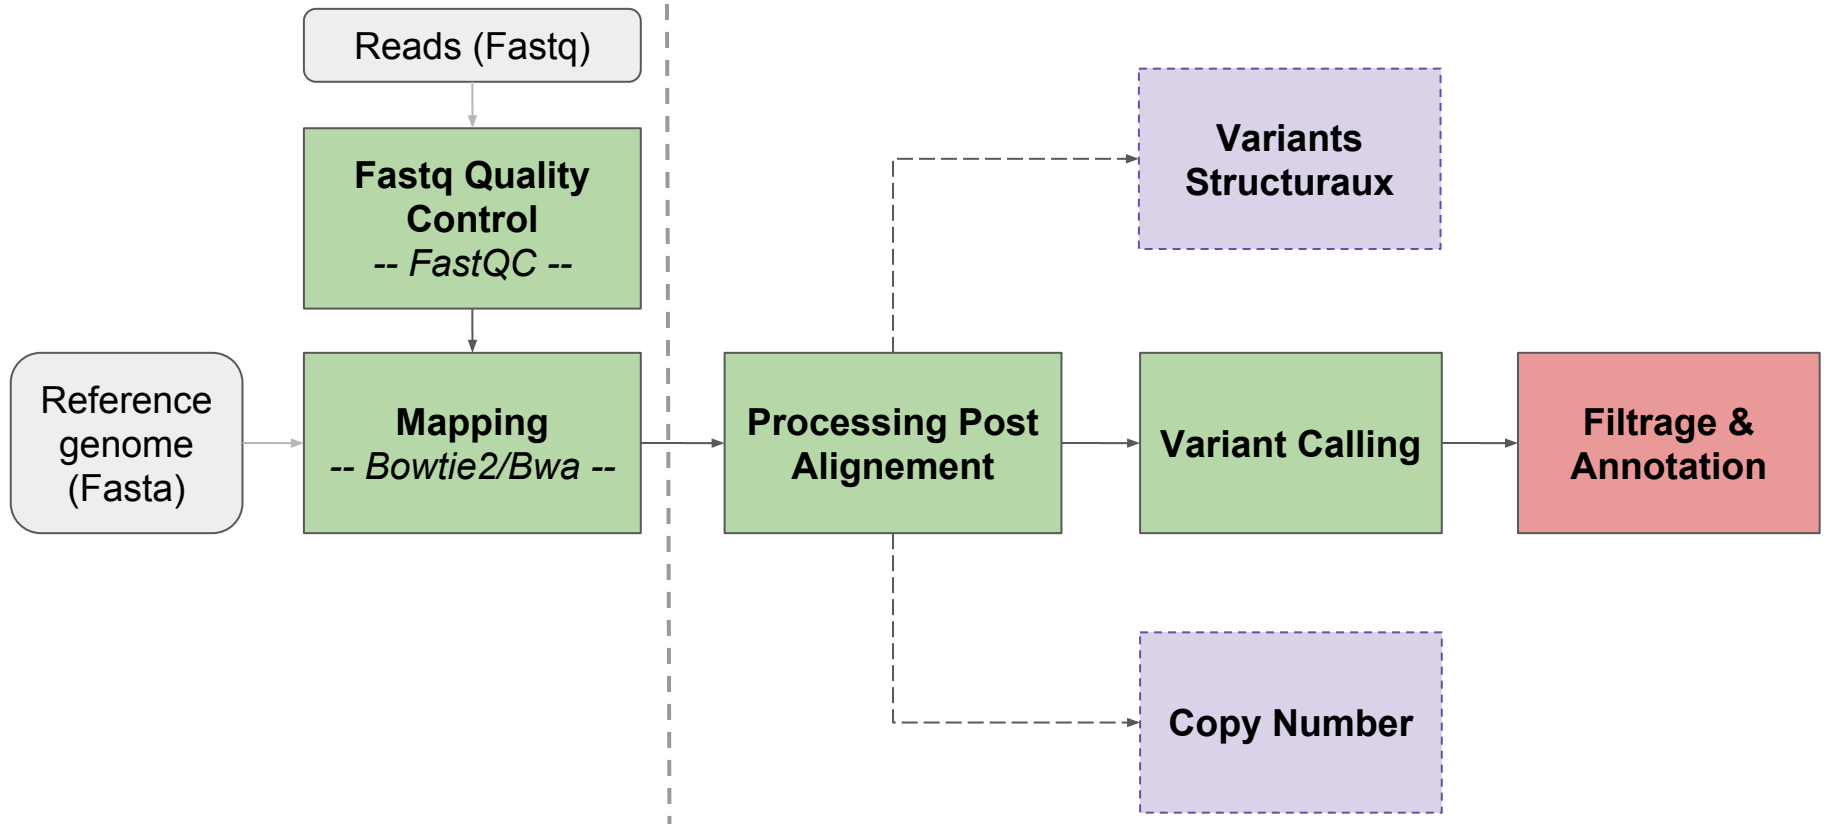 Reads (Fastq)
Fastq Quality
Control
-- FastQC --
Reference
genome
(Fasta)
Mapping
-- Bowtie2/Bwa --
Processing Post
Alignement
Variants
Structuraux
Variant Calling
Copy Number
Filtrage &
Annotation